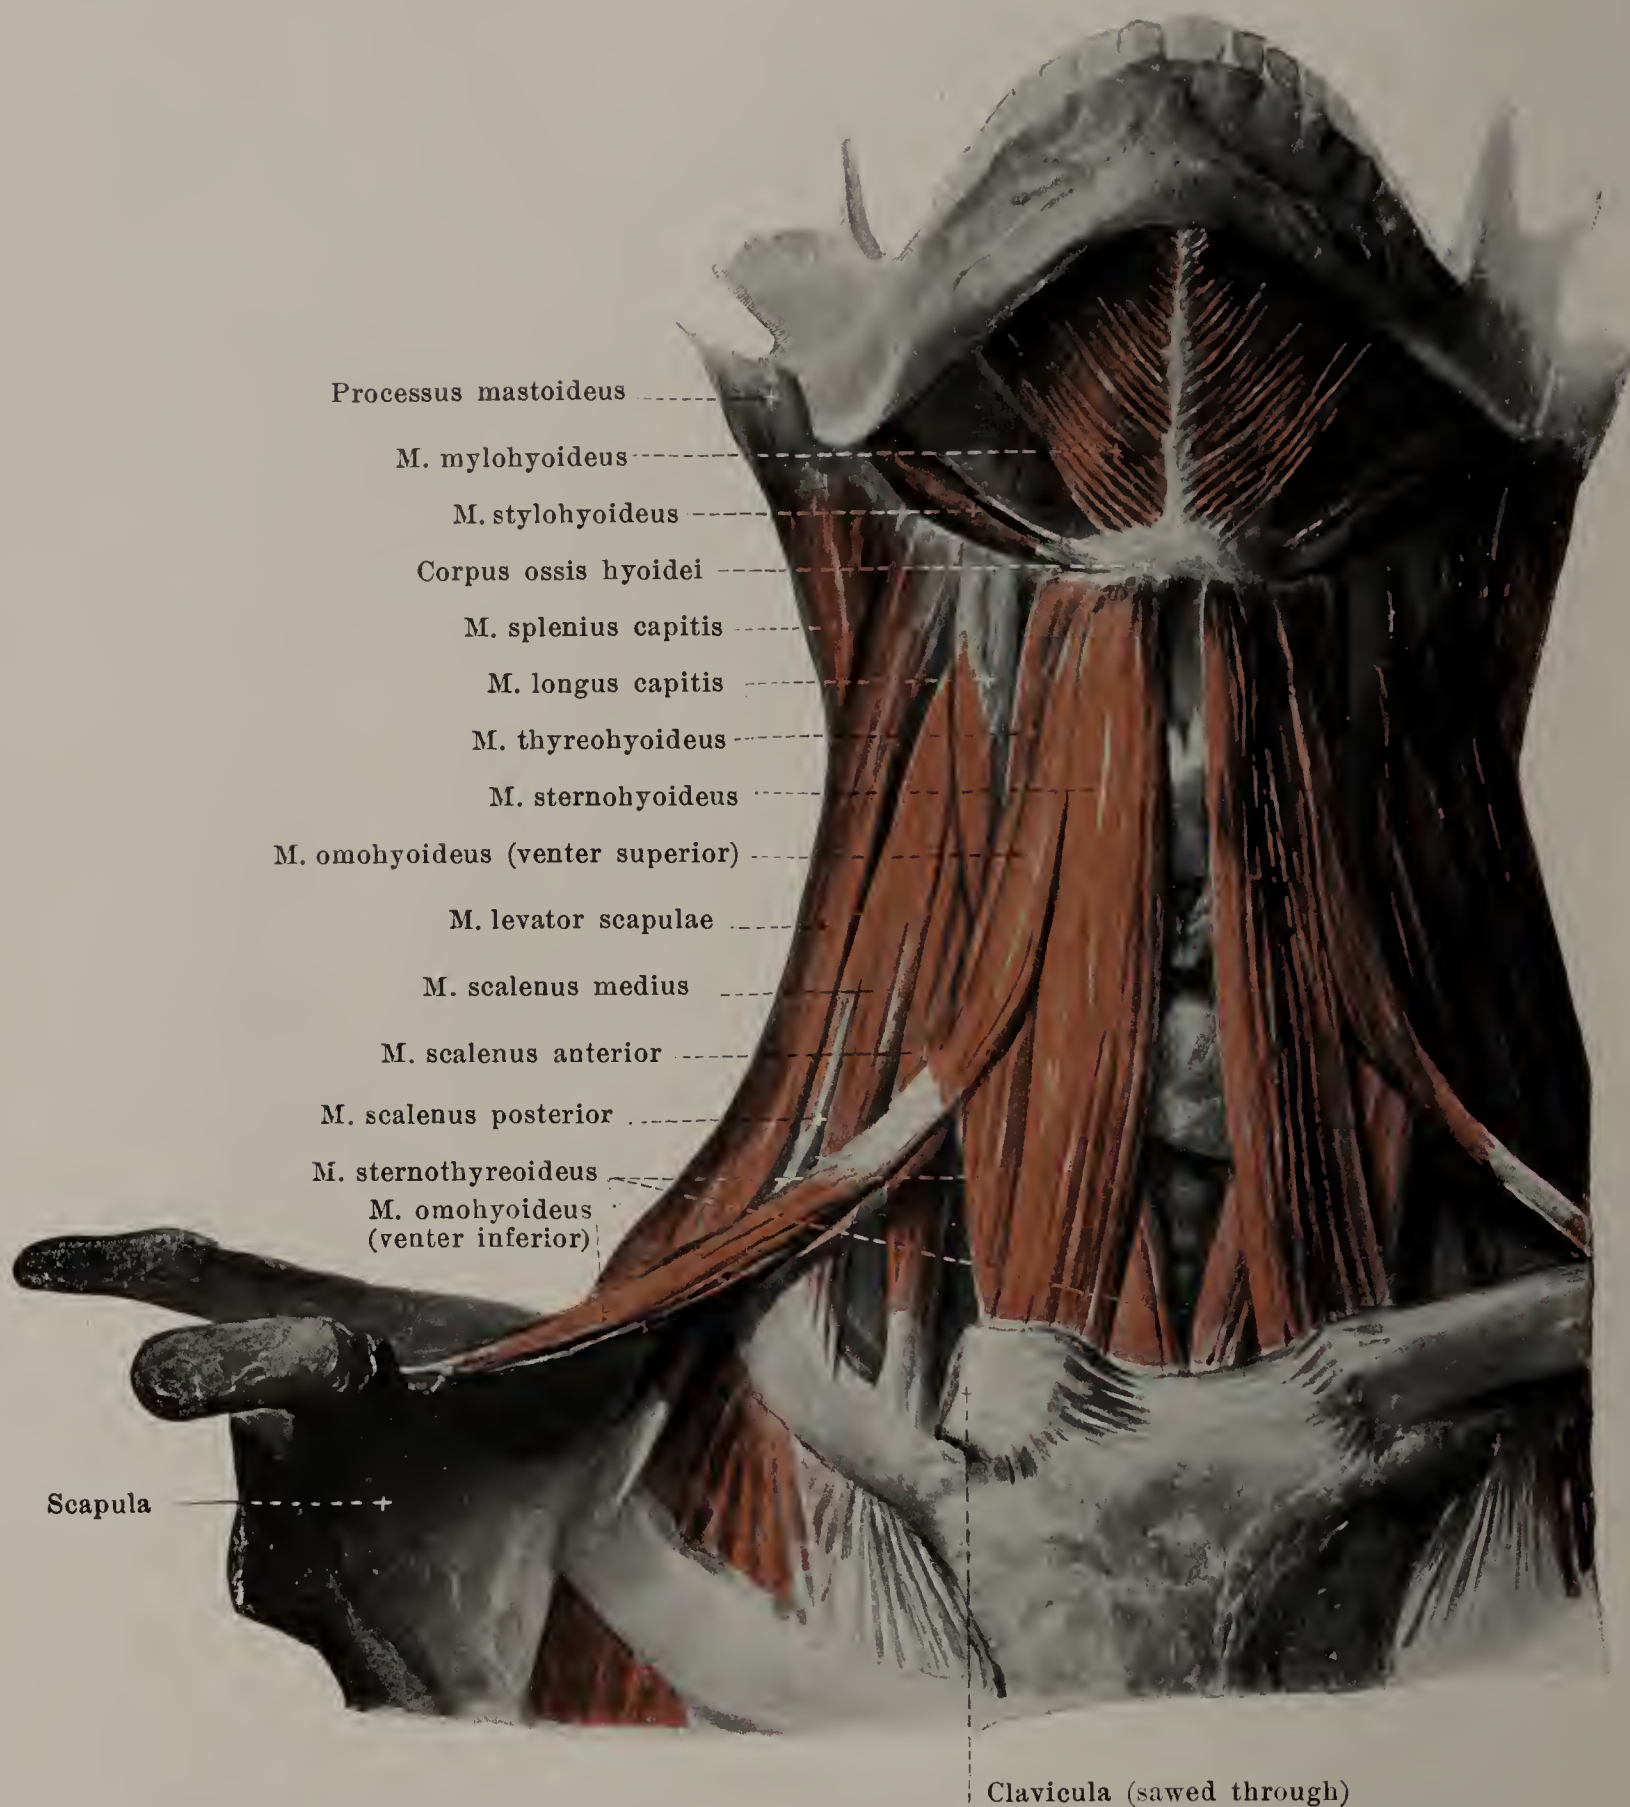 Processus mastoideus
M. mylohyoideus
M. stylohyoideus
Corpus ossis hyoidei
M. splenius capitis
M. longus capitis
M. thyreohyoideus
M. sternohyoideus
M. omohyoideus (venter superior)
M. levator scapulae
M. scalenus medius
M. scalenus anterior
M. scalenus posterior
M. sternothyreoideus
M. omohyoideus
(venter inferior)
Scapula
Clavicula (sawed through)